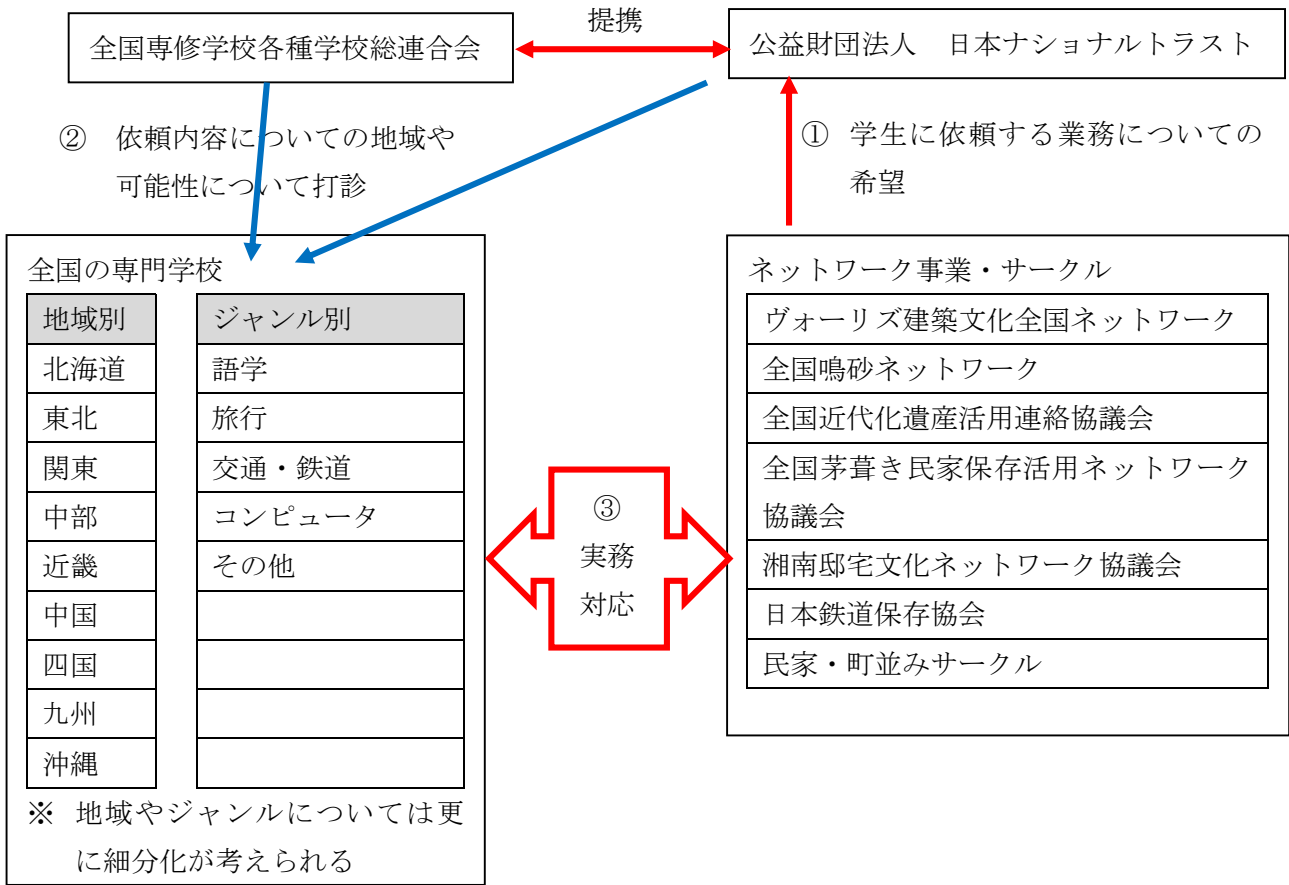 提携
全国専修学校各種学校総連合会
公益財団法人　日本ナショナルトラスト
② 依頼内容についての地域や
可能性について打診
① 学生に依頼する業務についての
希望
全国の専門学校
地域別
北海道
東北
関東
中部
近畿
中国
四国
九州
沖縄
ジャンル別
語学
旅行
交通・鉄道
コンピュータ
その他
※ 地域やジャンルについては更
に細分化が考えられる
③
実務
対応
ネットワーク事業・サークル
ヴォーリズ建築文化全国ネットワーク
全国鳴砂ネットワーク
全国近代化遺産活用連絡協議会
全国茅葺き民家保存活用ネットワーク
協議会
湘南邸宅文化ネットワーク協議会
日本鉄道保存協会
民家・町並みサークル